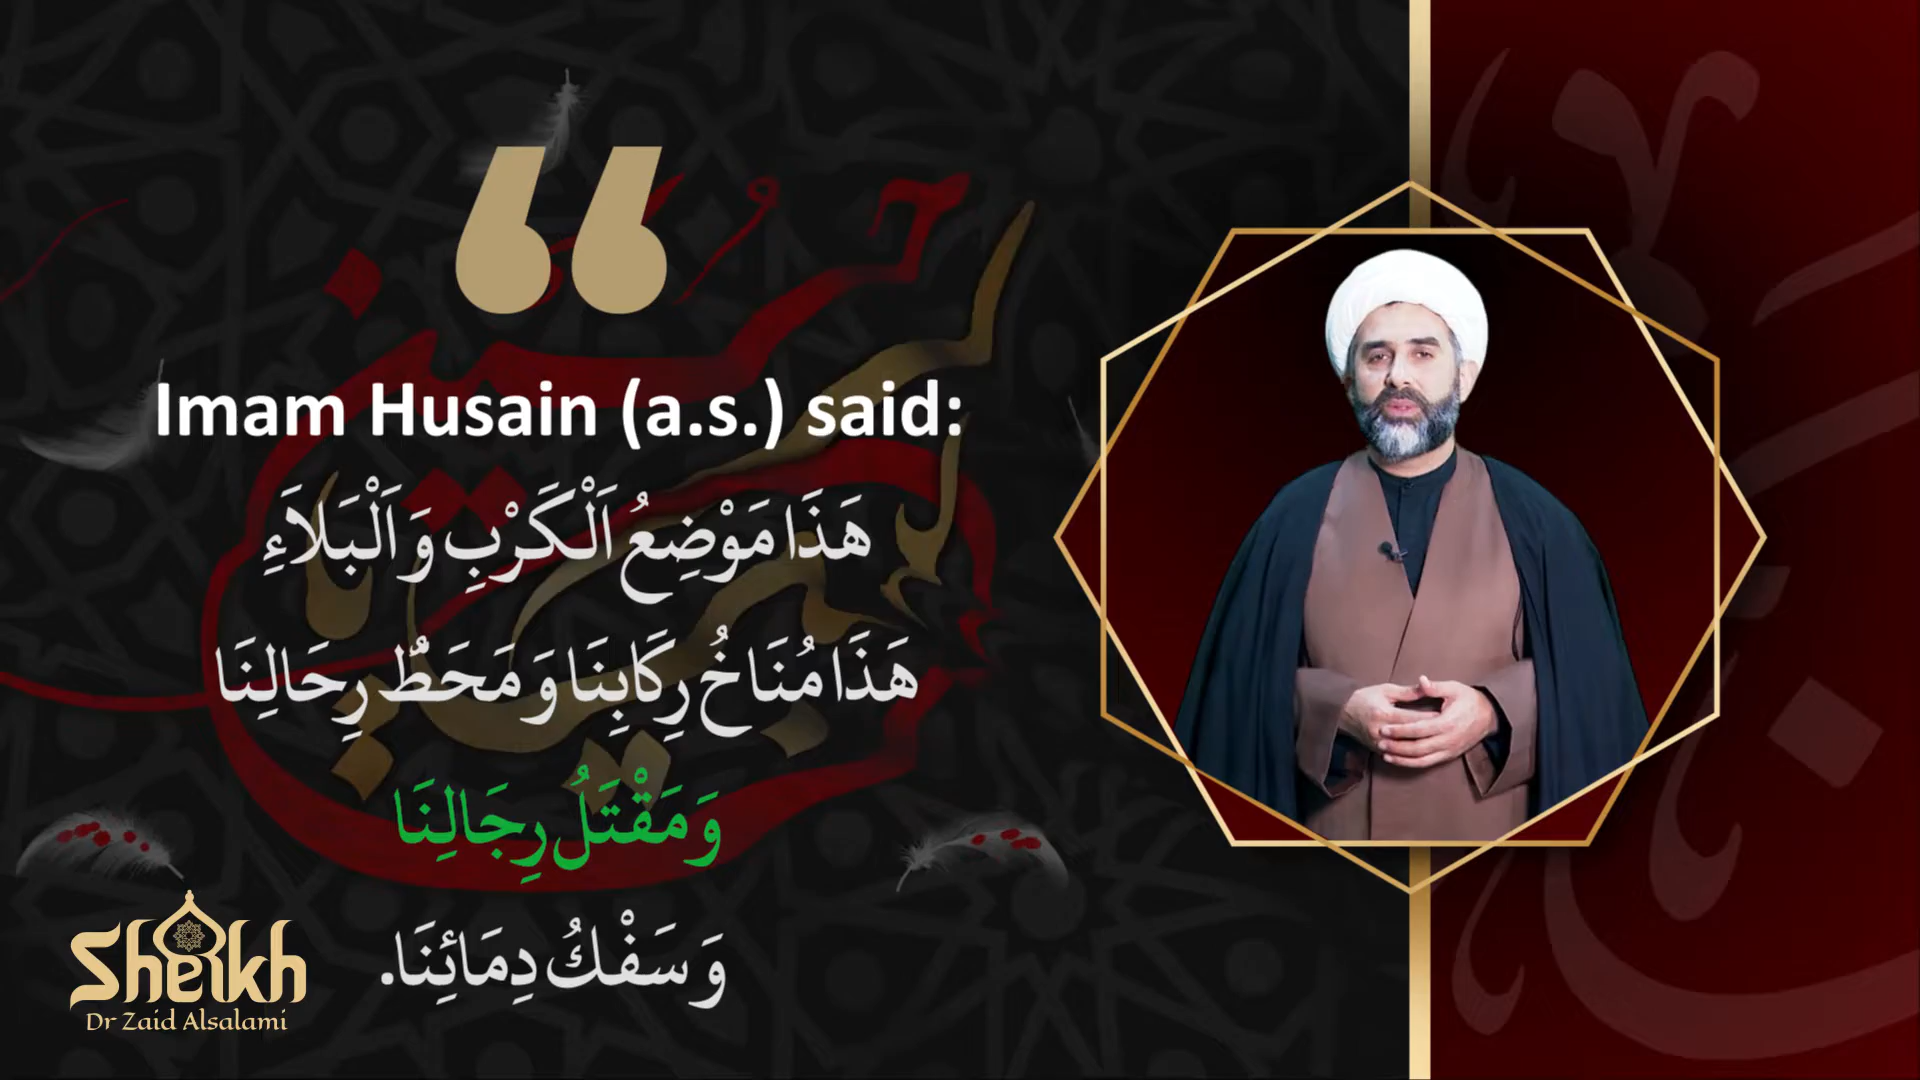 Imam Husain (a.s.) said:
هَذَا مَوْضِعُ اَلْكَرْبِ وَ اَلْبَلاَءِ
هَذَا مُنَاخُ رِكَابِنَا وَ مَحَطُّ رِحَالِنَا
وَ مَقْتَلُ رِجَالِنَا
وَ سَفْكُ دِمَائِنَا.
Sheikh
Dr Zaid Alsalami